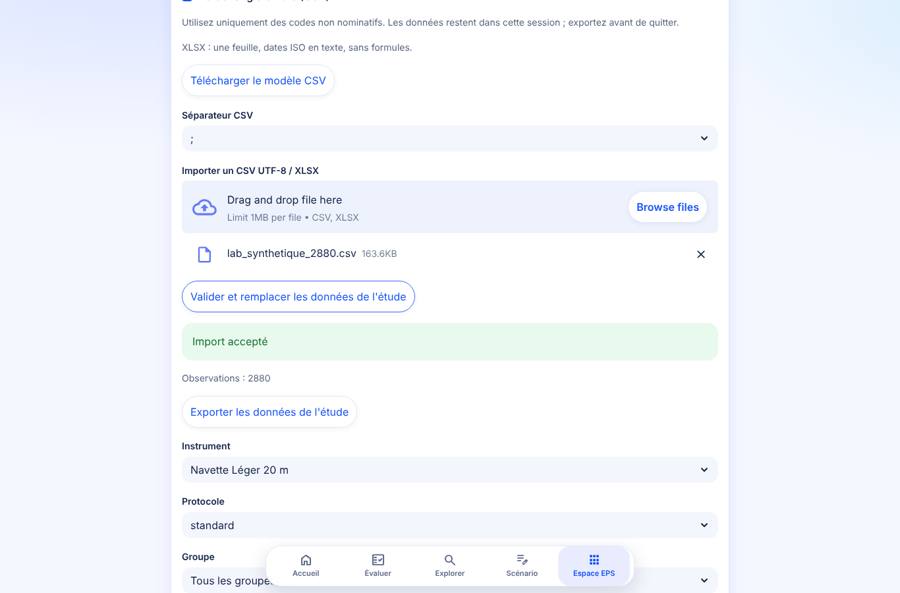 Utilisez uniquement des codes non nominatifs. Les données restent dans cette session ; exportez avant de quitter.
XLSX : une feuille, dates ISO en texte, sans formules.
Télécharger le modèle CSV
Séparateur CSV
;
Importer un CSV UTF-8 / XLSX
Drag and drop file here
Limit 1MB per file • CSV, XLSX
Browse files
lab_synthetique_2880.csv 163.6KB
Valider et remplacer les données de l'étude
Import accepté
Observations : 2880
Exporter les données de l'étude
Instrument
Navette Léger 20 m
Protocole
standard
Groupe
Tous les groupes
Accueil
Évaluer
Explorer
Scénario
Espace EPS